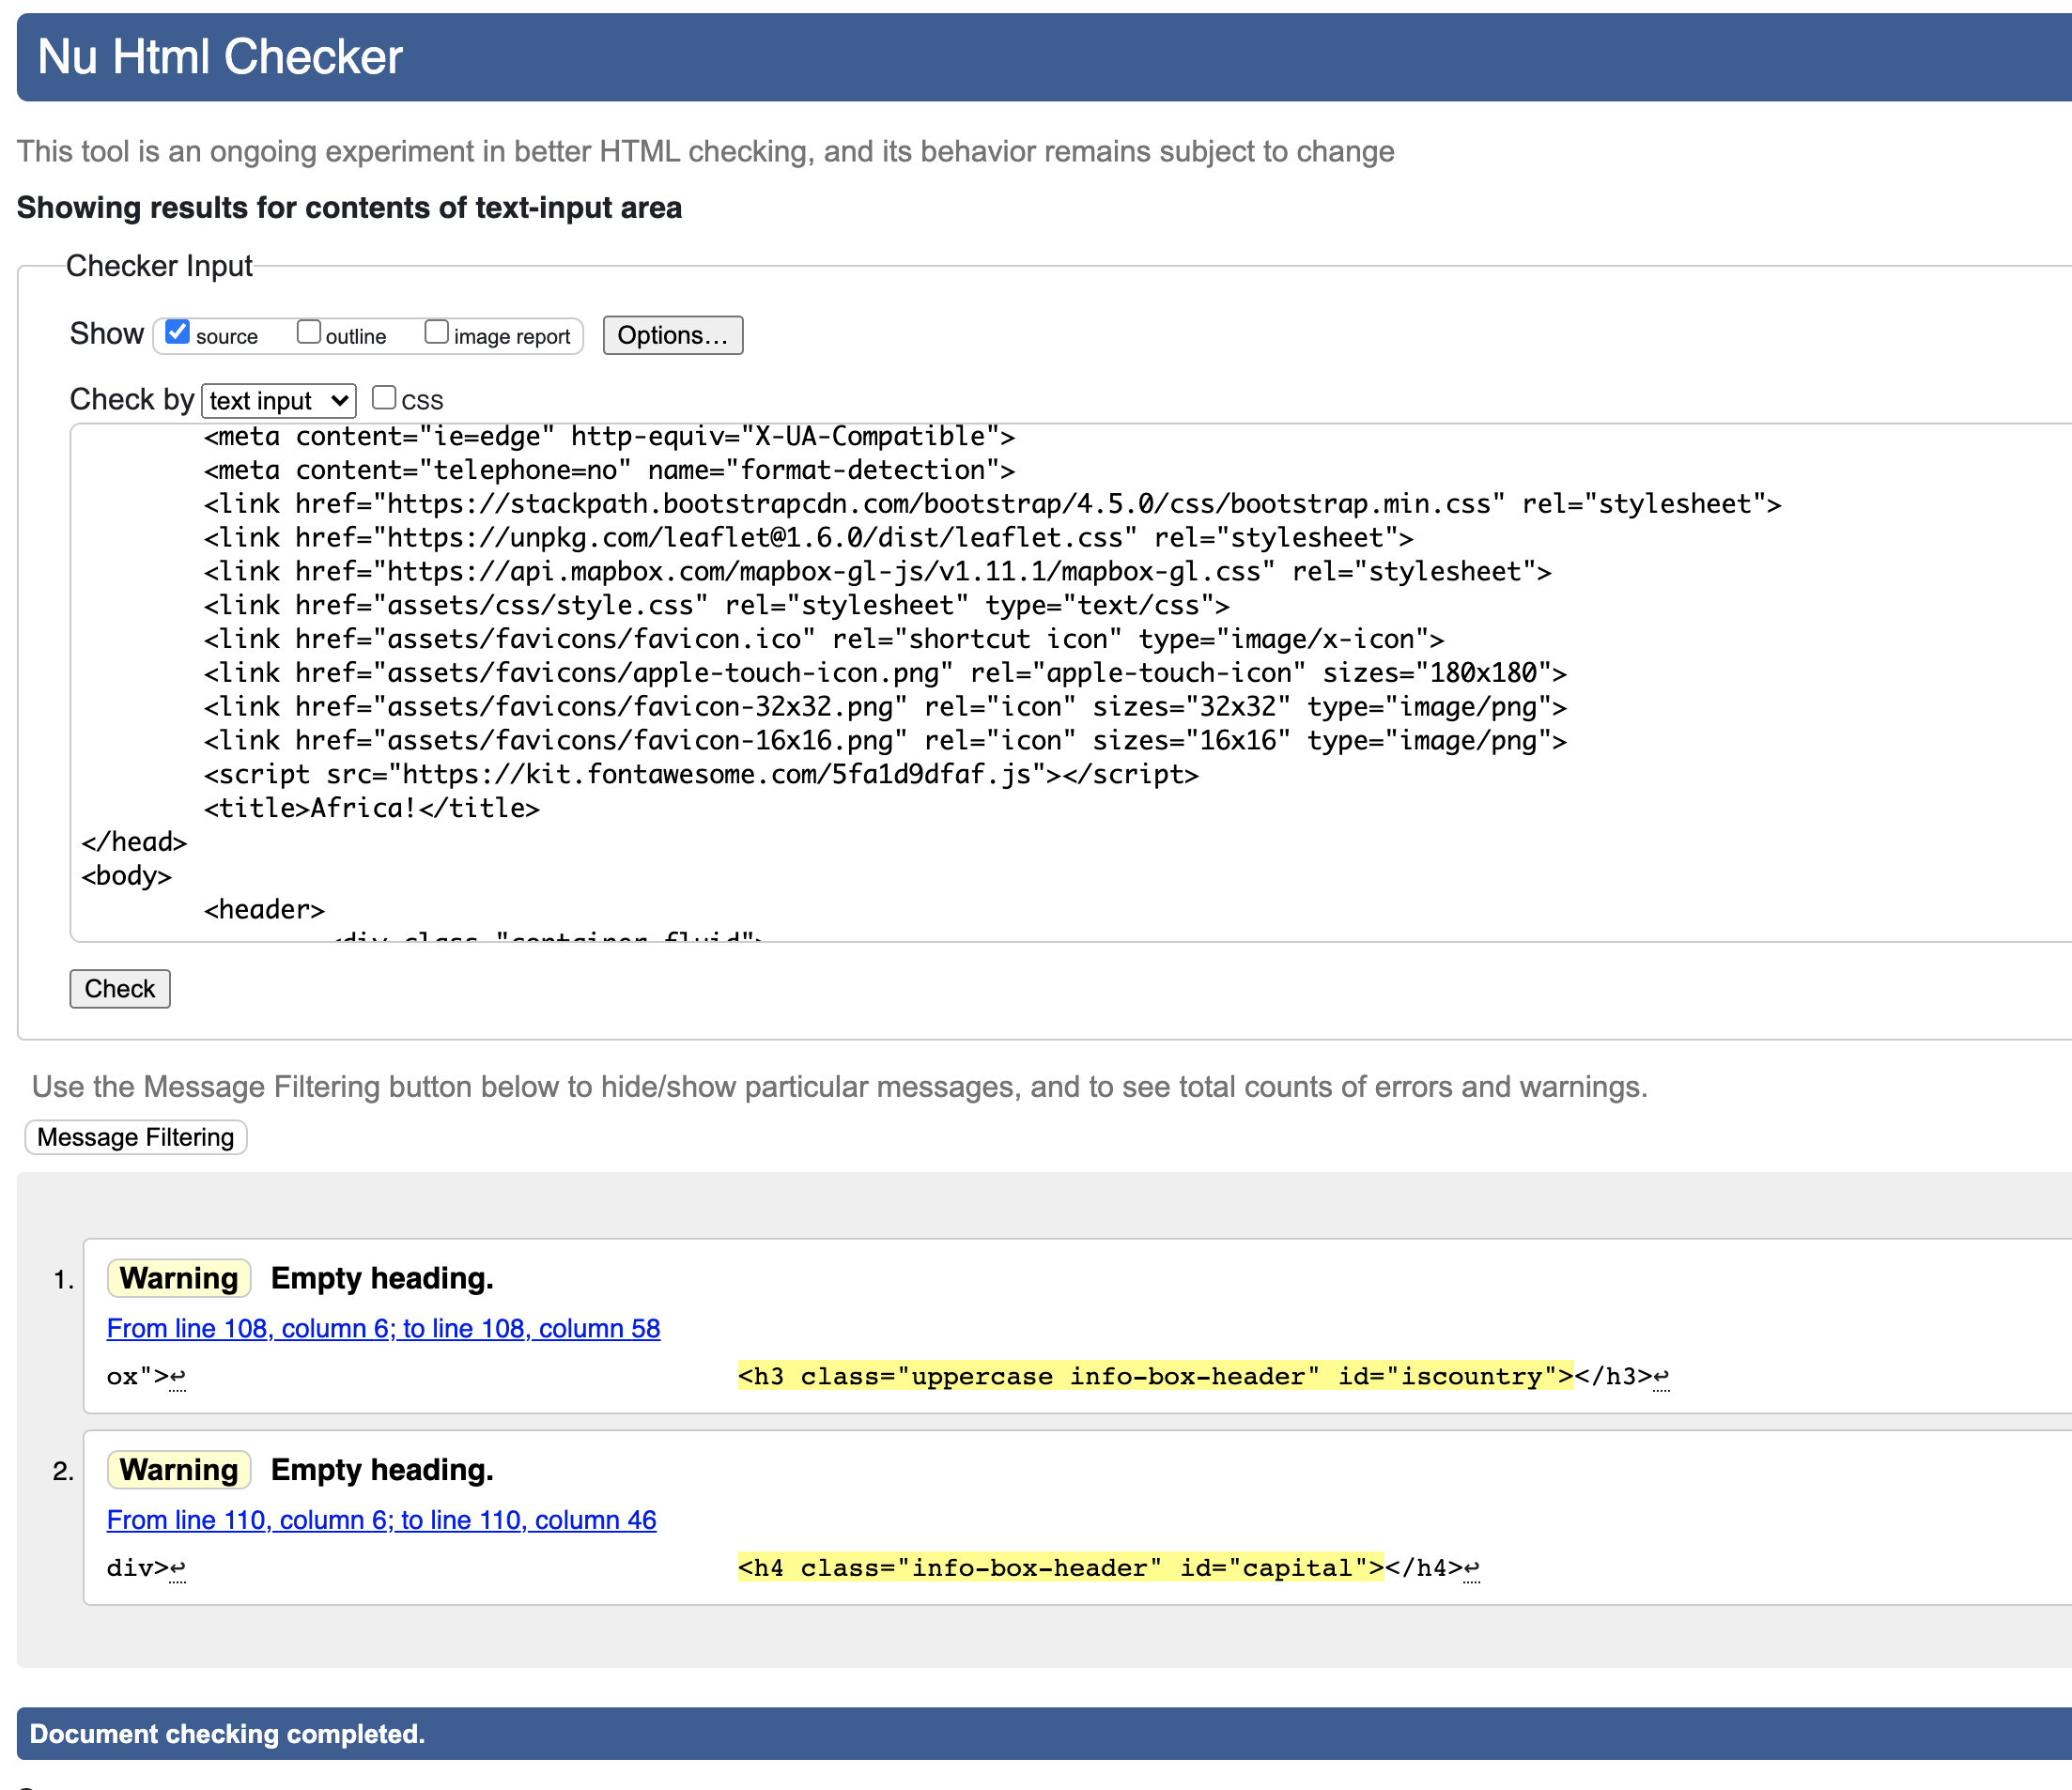 Nu Html Checker
This tool is an ongoing experiment in better HTML checking, and its behavior remains subject to change
Showing results for contents of text-input area
Checker Input
Show source outline image report Options...
Check by text input css
<meta content="ie=edge" http-equiv="X-UA-Compatible">
<meta content="telephone=no" name="format-detection">
<link href="https://stackpath.bootstrapcdn.com/bootstrap/4.5.0/css/bootstrap.min.css" rel="stylesheet">
<link href="https://unpkg.com/leaflet@1.6.0/dist/leaflet.css" rel="stylesheet">
<link href="https://api.mapbox.com/mapbox-gl-js/v1.11.1/mapbox-gl.css" rel="stylesheet">
<link href="assets/css/style.css" rel="stylesheet" type="text/css">
<link href="assets/favicons/favicon.ico" rel="shortcut icon" type="image/x-icon">
<link href="assets/favicons/apple-touch-icon.png" rel="apple-touch-icon" sizes="180x180">
<link href="assets/favicons/favicon-32x32.png" rel="icon" sizes="32x32" type="image/png">
<link href="assets/favicons/favicon-16x16.png" rel="icon" sizes="16x16" type="image/png">
<script src="https://kit.fontawesome.com/5fa1d9dfaf.js"></script>
<title>Africa!</title>
</head>
<body>
<header>
Check
Use the Message Filtering button below to hide/show particular messages, and to see total counts of errors and warnings.
Message Filtering
1. Warning Empty heading.
From line 108, column 6; to line 108, column 58
ox">↩ <h3 class="uppercase info-box-header" id="iscountry"></h3>↩
2. Warning Empty heading.
From line 110, column 6; to line 110, column 46
div>↩ <h4 class="info-box-header" id="capital"></h4>↩
Document checking completed.